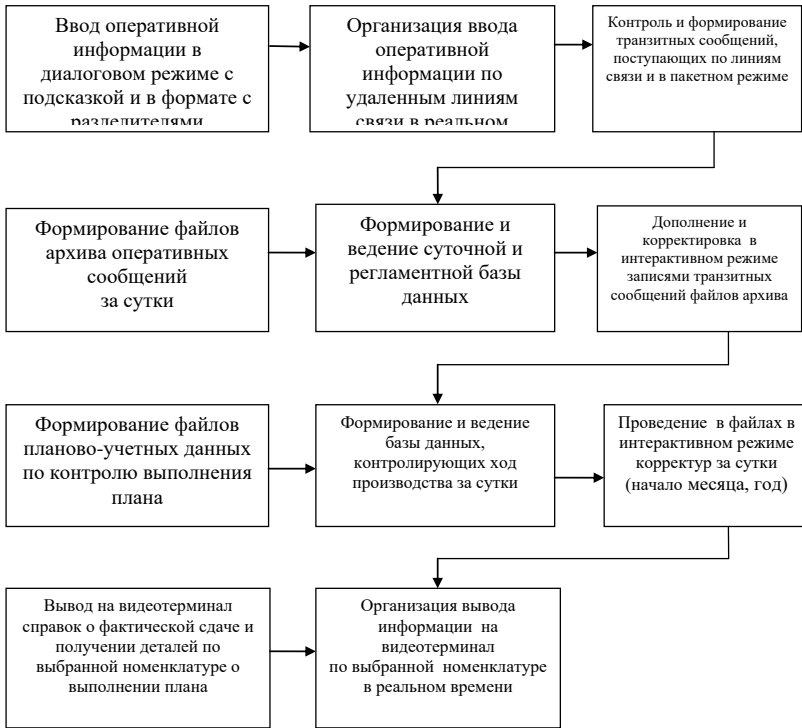 Ввод оперативной
информации в
диалоговом режиме с
подсказкой и в формате с
разделителями
Организация ввода
оперативной
информации по
удаленным линиям
связи в реальном
Контроль и формирование
транзитных сообщений,
поступающих по линиям
связи и в пакетном режиме
Формирование файлов
архива оперативных
сообщений
за сутки
Формирование и
ведение суточной и
регламентной базы
данных
Дополнение и
корректировка в
интерактивном режиме
записями транзитных
сообщений файлов архива
Формирование файлов
планово-учетных данных
по контролю выполнения
плана
Формирование и ведение
базы данных,
контролирующих ход
производства за сутки
Проведение в файлах в
интерактивном режиме
корректур за сутки
(начало месяца, год)
Вывод на видеотерминал
справок о фактической сдаче и
получении деталей по
выбранной номенклатуре о
выполнении плана
Организация вывода
информации на
видеотерминал
по выбранной номенклатуре
в реальном времени